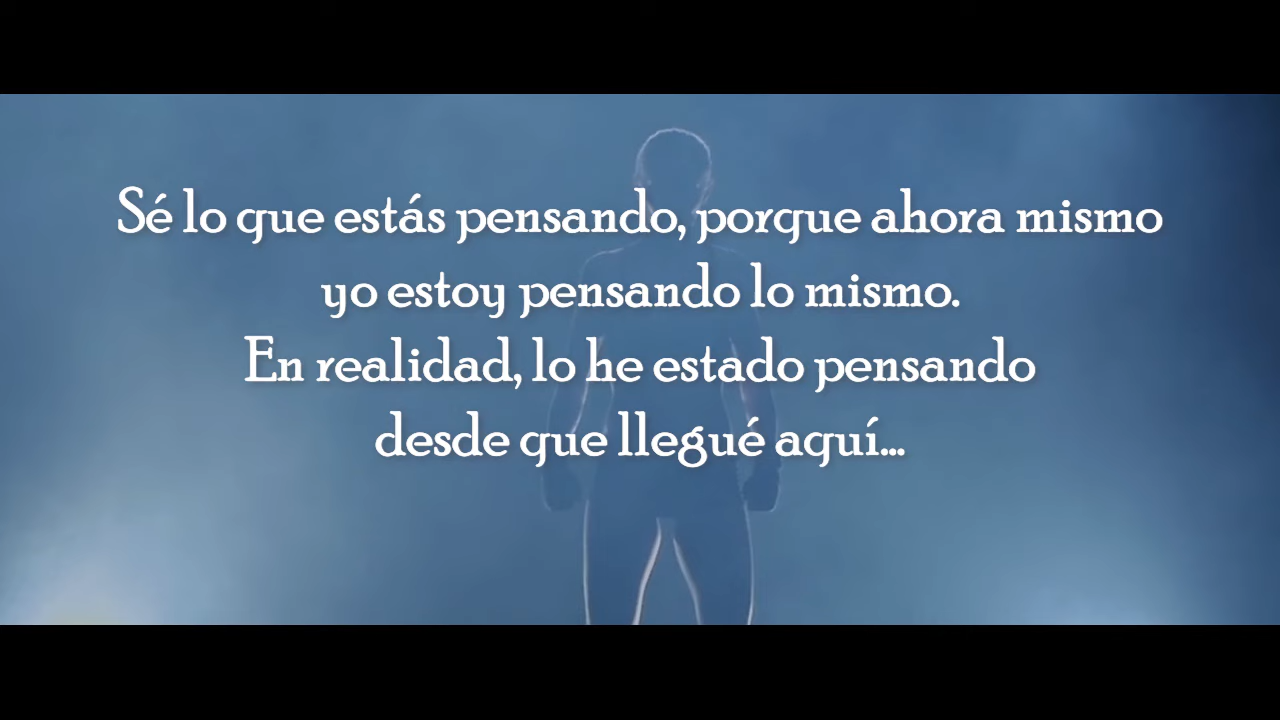 Sé lo que estás pensando, porque ahora mismo
yo estoy pensando lo mismo.
En realidad, lo he estado pensando
desde que llegué aquí...